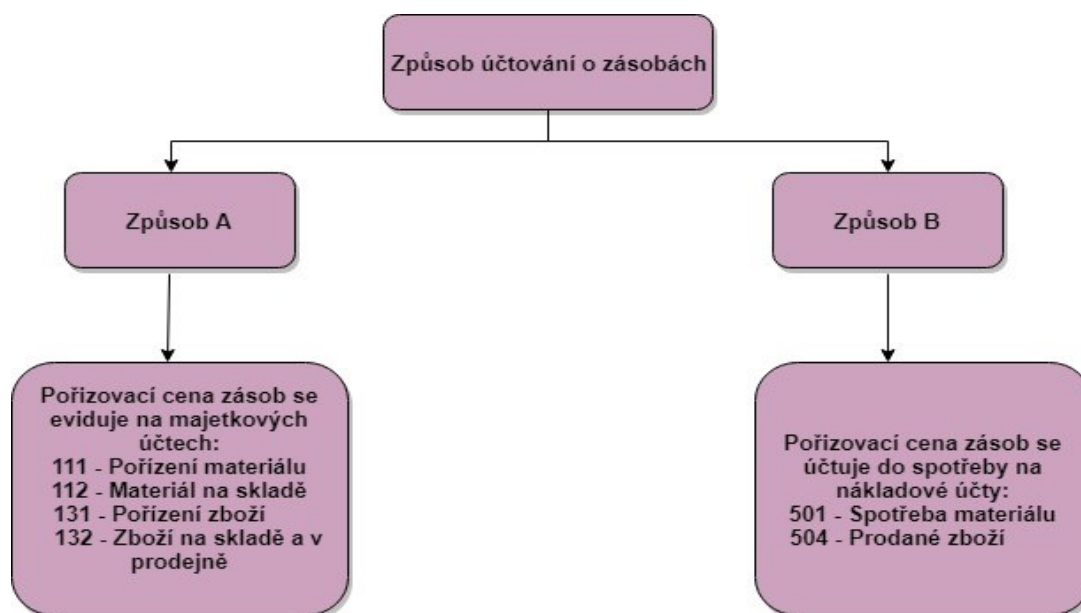 Způsob účtování o zásobách
Způsob A
Způsob B
Pořizovací cena zásob se
eviduje na majetkových
účtech:
111 - Pořízení materiálu
112 - Materiál na skladě
131 - Pořízení zboží
132 - Zboží na skladě a v
prodejně
Pořizovací cena zásob se
účtuje do spotřeby na
nákladové účty:
501 - Spotřeba materiálu
504 - Prodané zboží